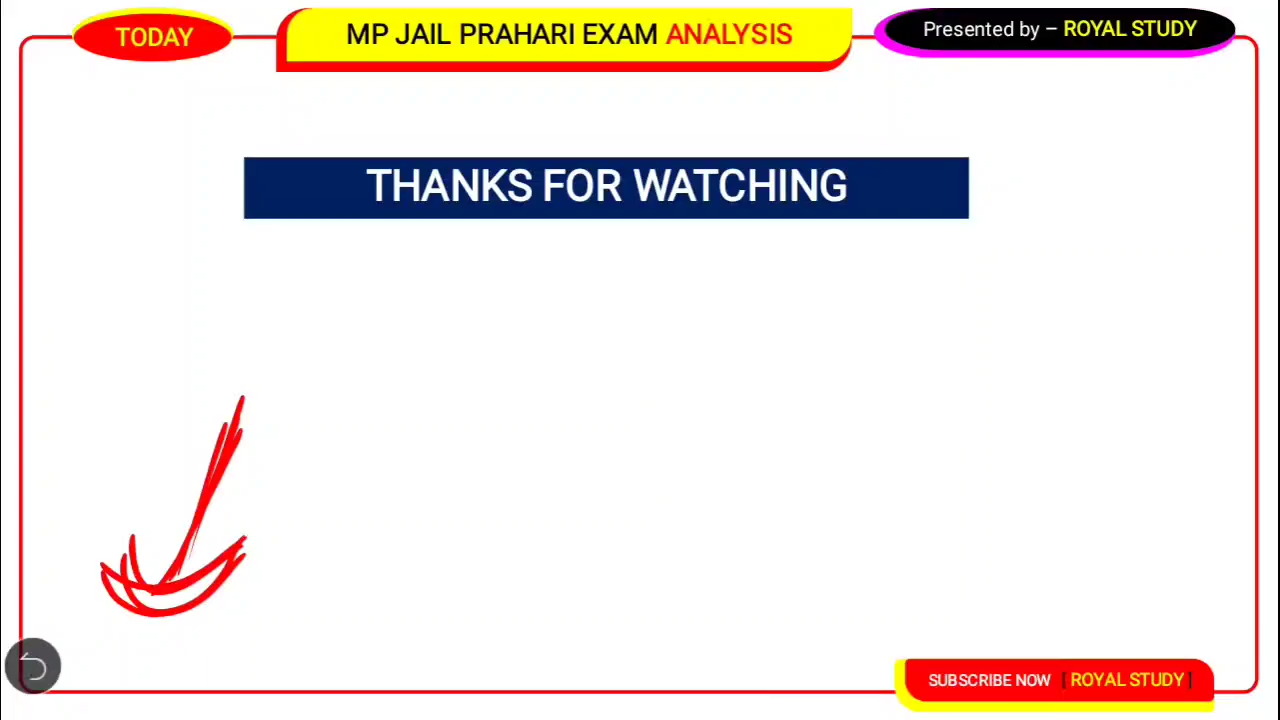 TODAY
MP JAIL PRAHARI EXAM ANALYSIS
Presented by – ROYAL STUDY
THANKS FOR WATCHING
SUBSCRIBE NOW [ ROYAL STUDY ]